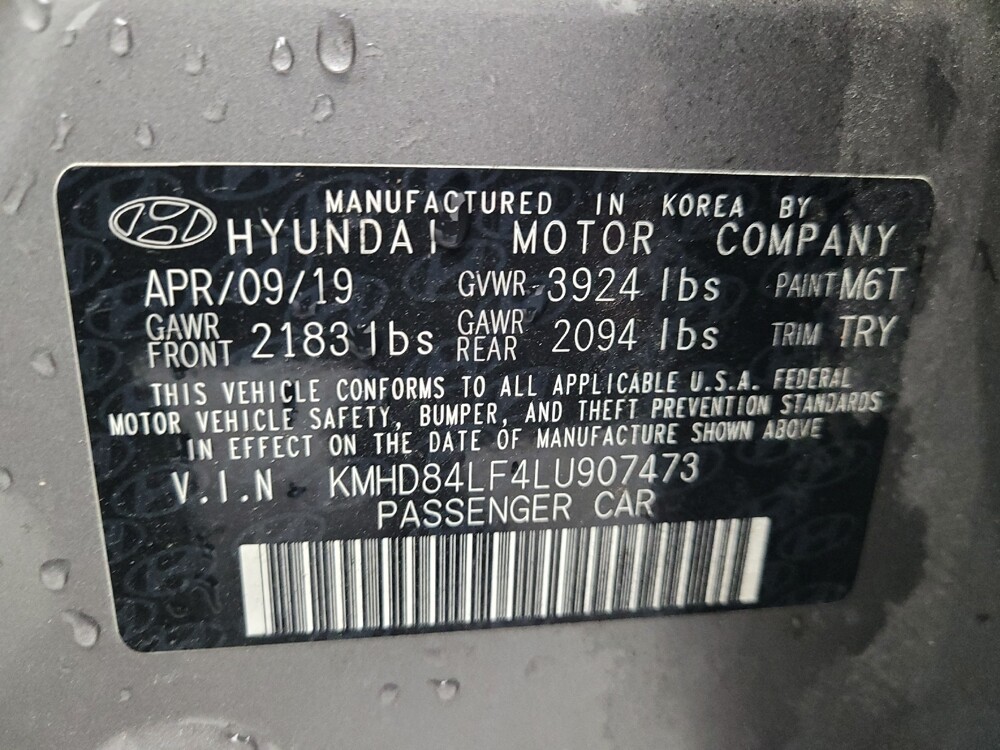 MANUFACTURED IN KOREA BY
HYUNDAI MOTOR COMPANY
APR/09/19 GVWR 3924 lbs PAINT M6T
GAWR FRONT 2183 lbs GAWR REAR 2094 lbs TRIM TRY
THIS VEHICLE CONFORMS TO ALL APPLICABLE U.S.A. FEDERAL
MOTOR VEHICLE SAFETY, BUMPER, AND THEFT PREVENTION STANDARDS
IN EFFECT ON THE DATE OF MANUFACTURE SHOWN ABOVE
V.I.N KMHD84LF4LU907473
PASSENGER CAR